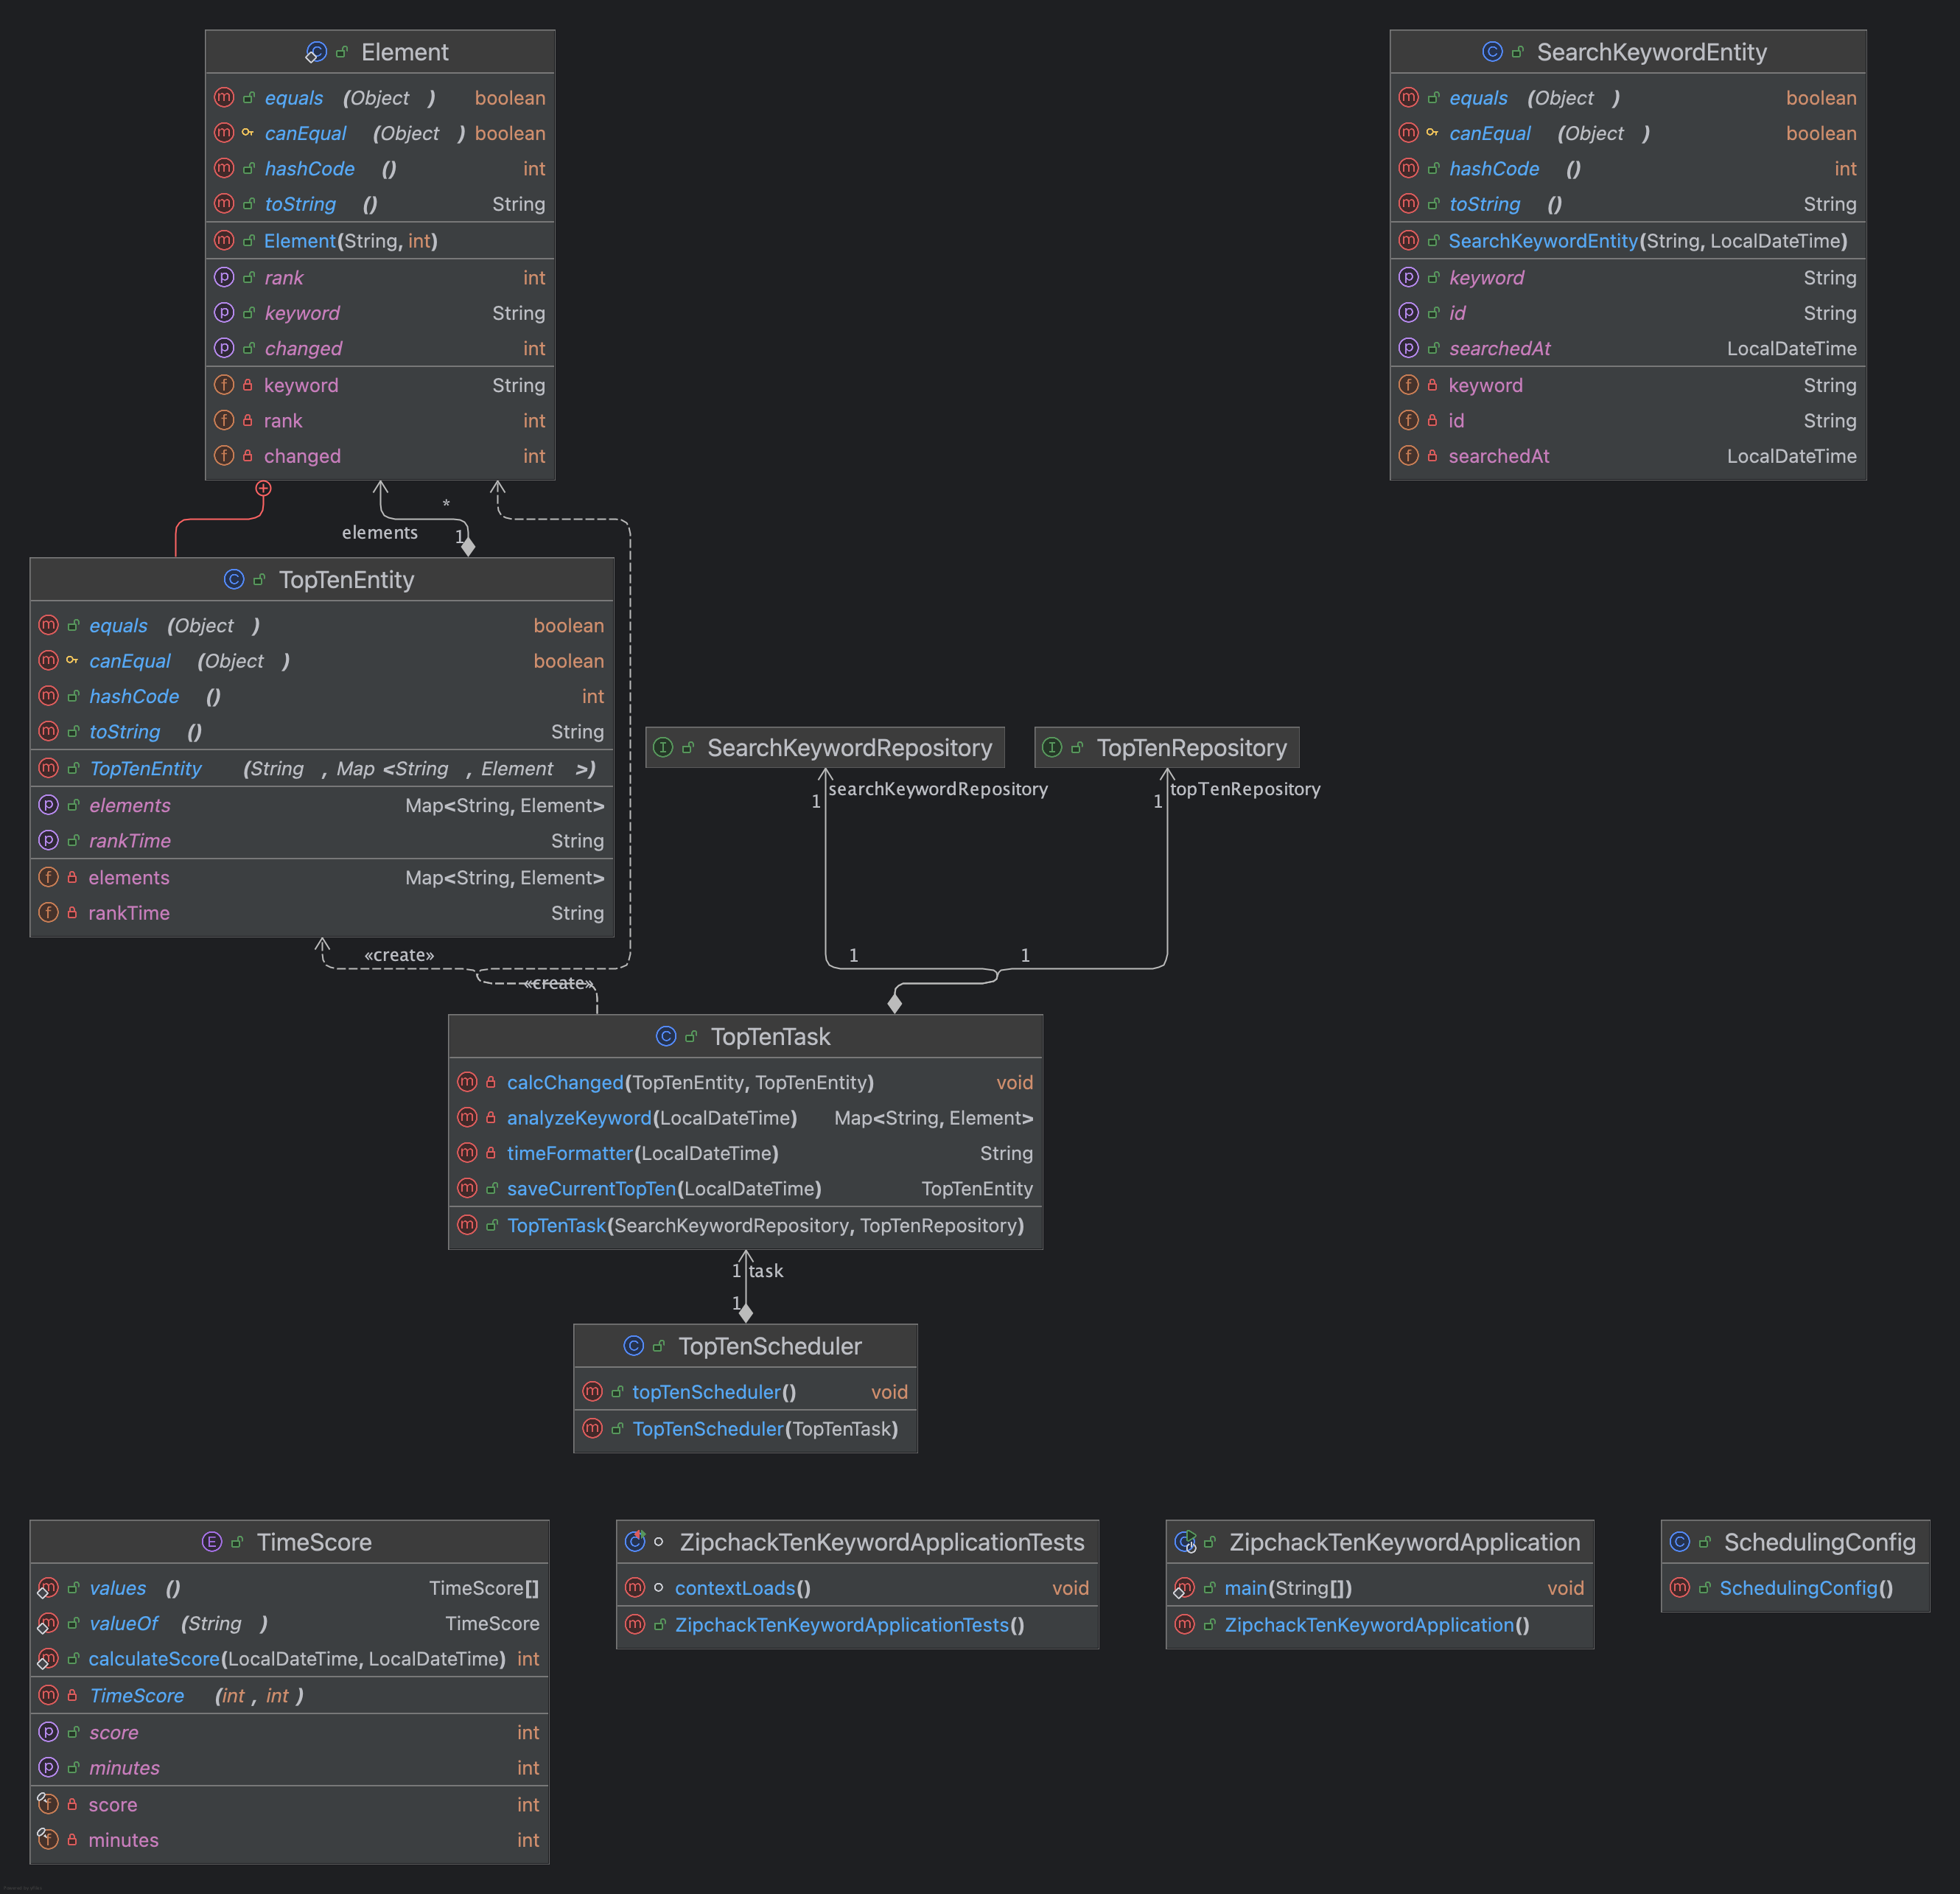 Element
equals (Object ) boolean
canEqual (Object ) boolean
hashCode () int
toString () String
Element(String, int)
rank int
keyword String
changed int
keyword String
rank int
changed int
SearchKeywordEntity
equals (Object ) boolean
canEqual (Object ) boolean
hashCode () int
toString () String
SearchKeywordEntity(String, LocalDateTime)
keyword String
id String
searchedAt LocalDateTime
keyword String
id String
searchedAt LocalDateTime
*
elements
1
TopTenEntity
equals (Object ) boolean
canEqual (Object ) boolean
hashCode () int
toString () String
TopTenEntity (String , Map <String , Element >)
elements Map<String, Element>
rankTime String
elements Map<String, Element>
rankTime String
SearchKeywordRepository
TopTenRepository
searchKeywordRepository
1
topTenRepository
1
1
1
«create»
«create»
TopTenTask
calcChanged(TopTenEntity, TopTenEntity) void
analyzeKeyword(LocalDateTime) Map<String, Element>
timeFormatter(LocalDateTime) String
saveCurrentTopTen(LocalDateTime) TopTenEntity
TopTenTask(SearchKeywordRepository, TopTenRepository)
1 task
1
TopTenScheduler
topTenScheduler() void
TopTenScheduler(TopTenTask)
TimeScore
values () TimeScore[]
valueOf (String ) TimeScore
calculateScore(LocalDateTime, LocalDateTime) int
TimeScore (int , int )
score int
minutes int
score int
minutes int
ZipchackTenKeywordApplicationTests
contextLoads() void
ZipchackTenKeywordApplicationTests()
ZipchackTenKeywordApplication
main(String[]) void
ZipchackTenKeywordApplication()
SchedulingConfig
SchedulingConfig()